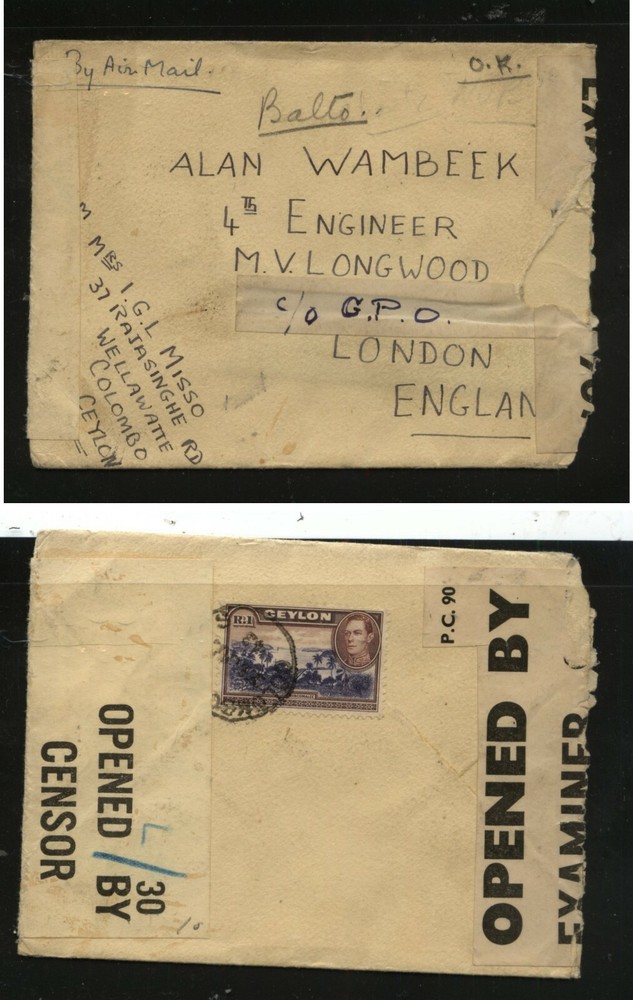 By Air Mail.
O.K.
Balto.
ALAN WAMBEEK
4TH ENGINEER
M.V. LONGWOOD
c/o G.P.O.
LONDON
ENGLAN
MRS I.G.L MISSO
37 RAJASINGHE RD
WELLAWATTE
COLOMBO
CEYLON
R.1
CEYLON
P.C. 90
OPENED BY
EXAMINER
OPENED BY
CENSOR
L/30